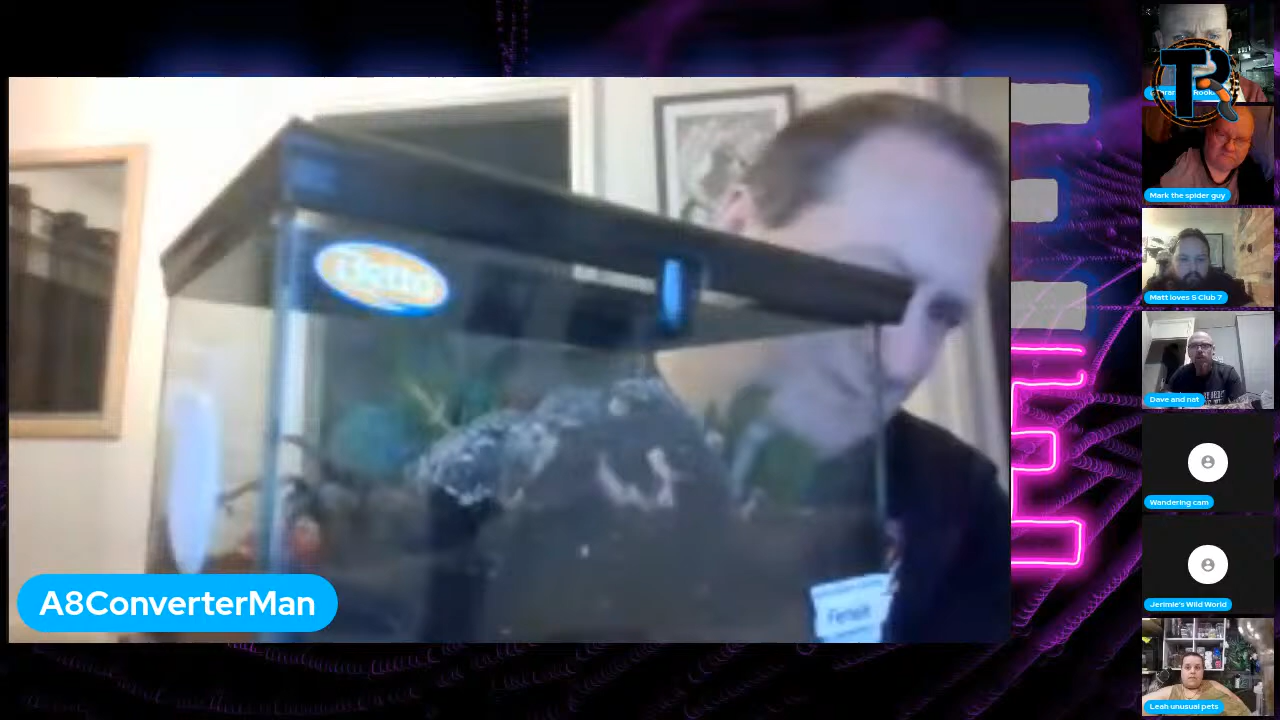 TR
Mark the spider guy
Matt loves S Club 7
Dave and nat
Wandering cam
Jerimie's Wild World
Leah unusual pets
A8ConverterMan